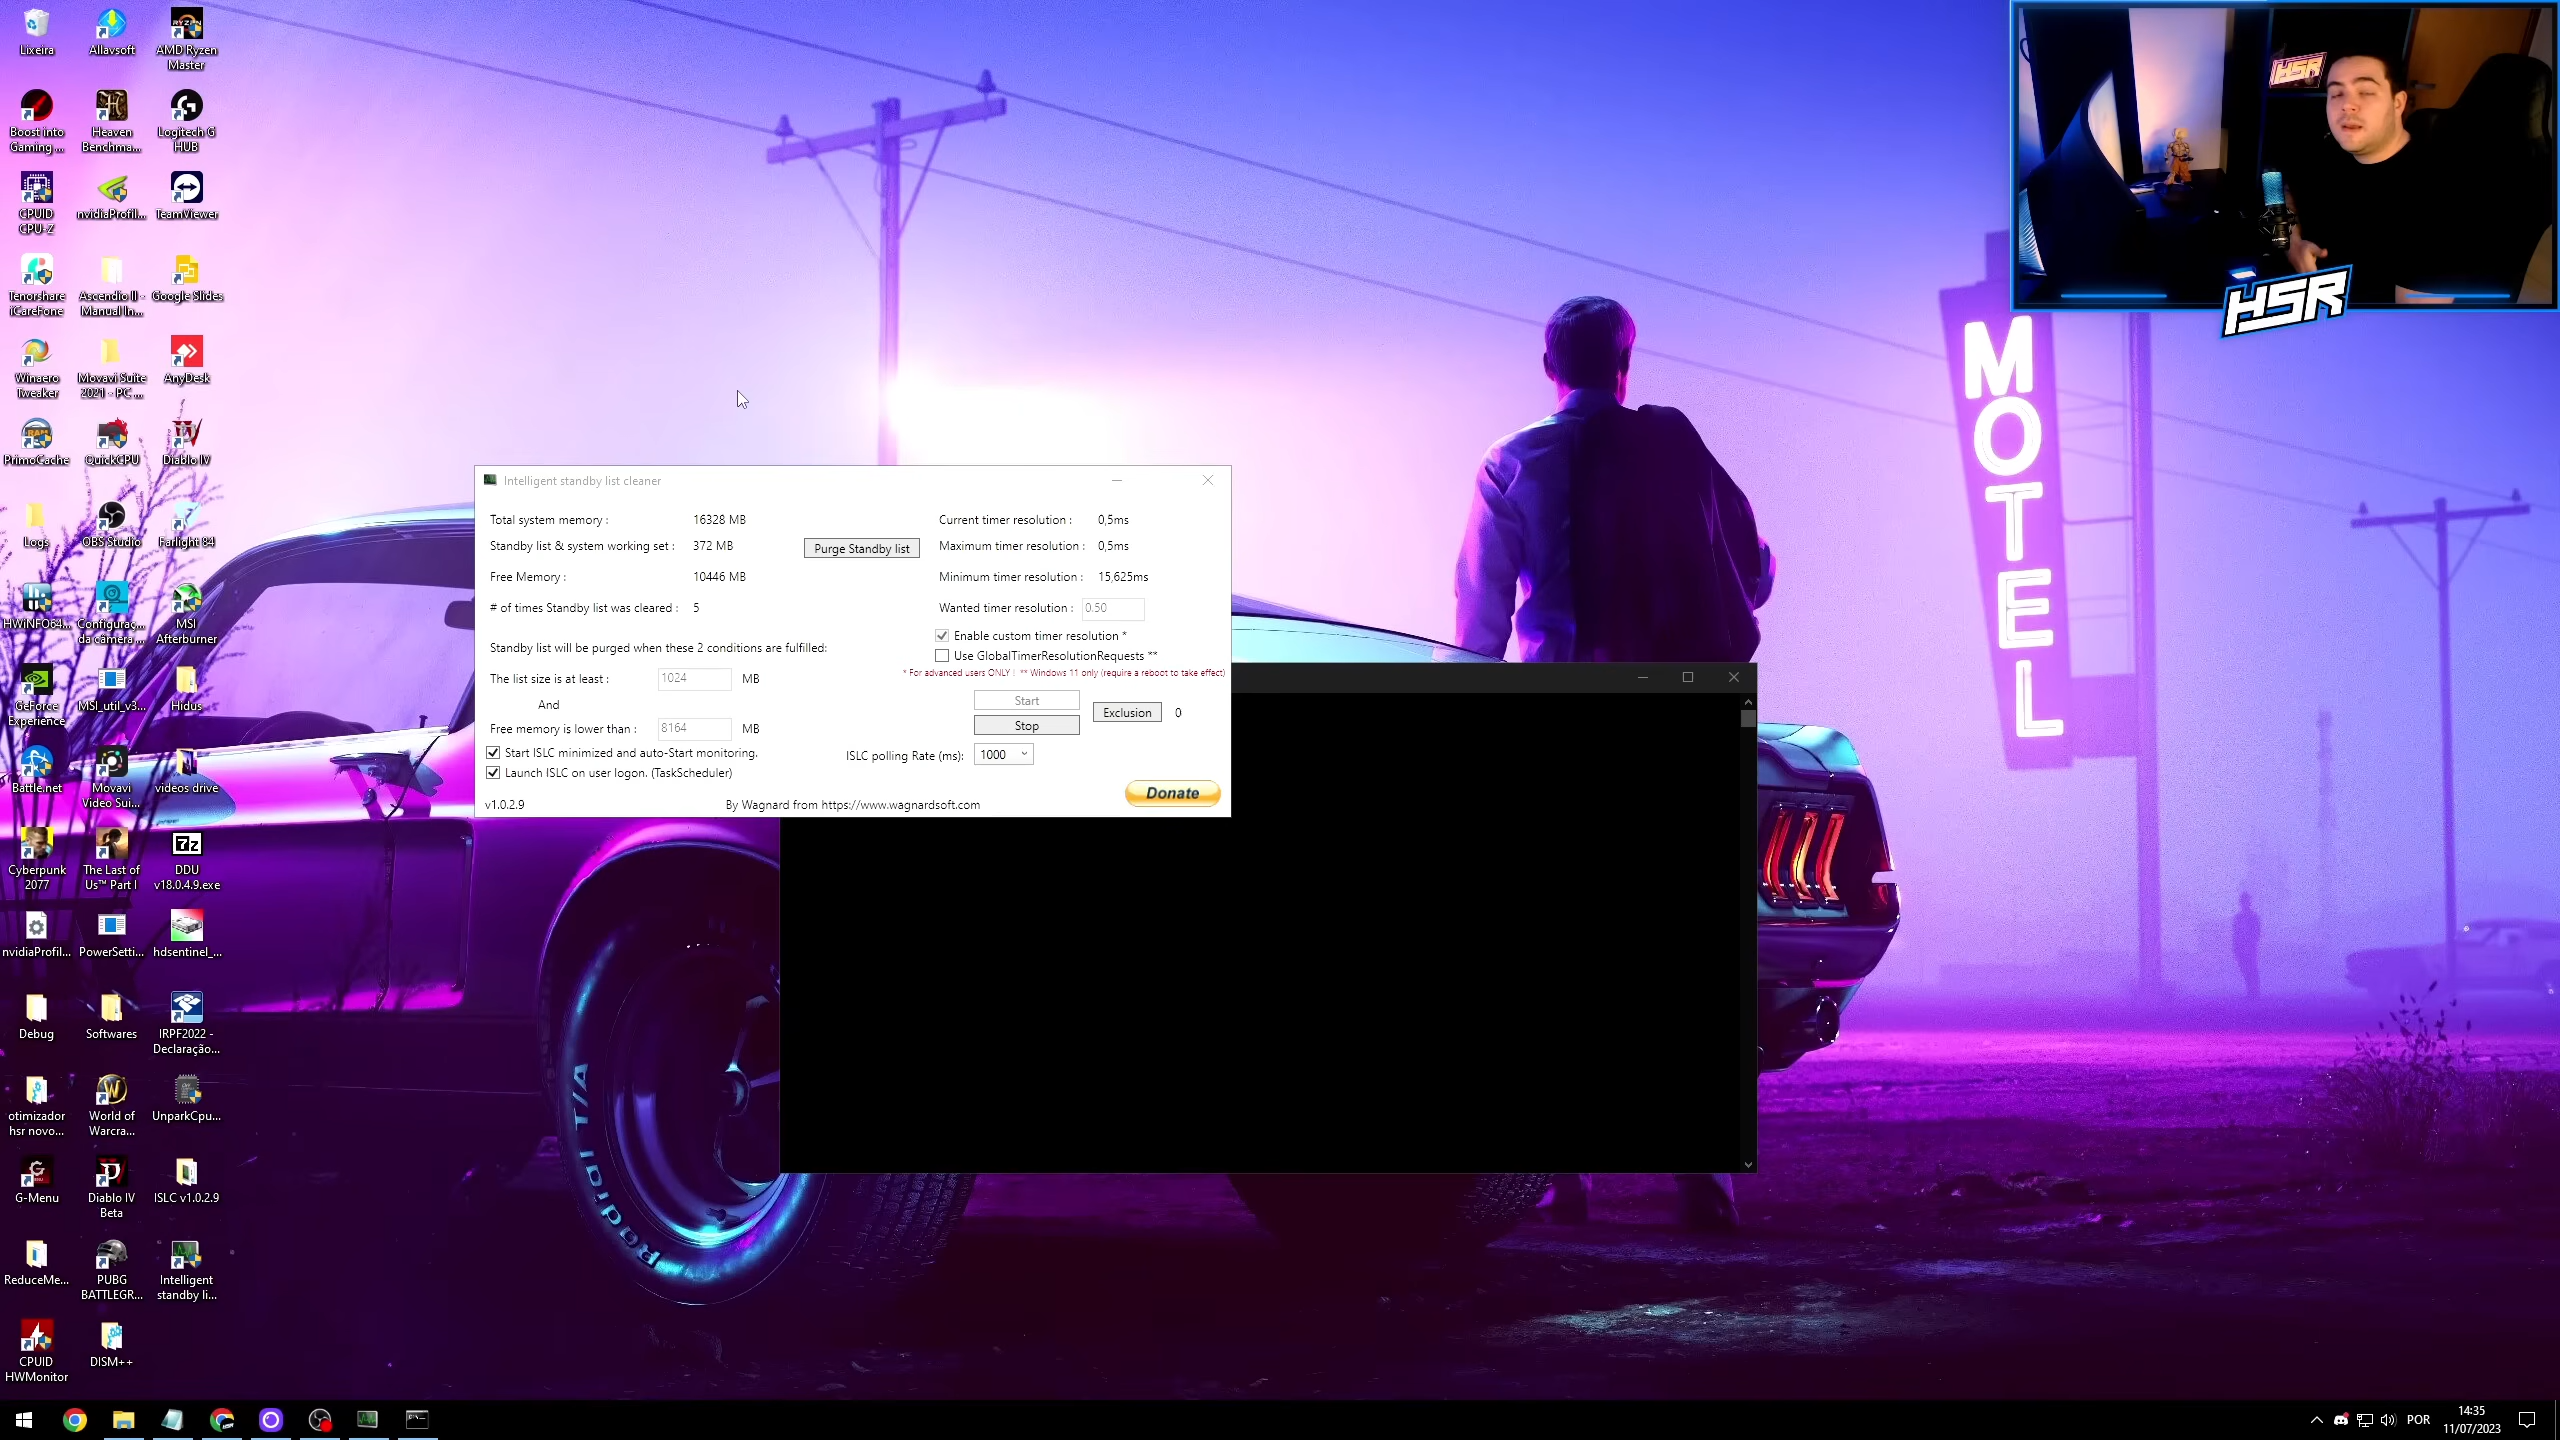 Lixeira
Allavsoft
AMD Ryzen
Master
RYZEN
Boost into
Gaming ...
Heaven
Benchma...
Logitech G
HUB
CPUID
CPU-Z
nvidiaProfil...
TeamViewer
Tenorshare
iCareFone
Ascendio II -
Manual In...
Google Slides
Winaero
Tweaker
Movavi Suite
2021 - PC ...
AnyDesk
PrimoCache
QuickCPU
Diablo IV
Logs
OBS Studio
Farlight 84
HWiNFO64...
Configuraç...
da câmera ...
MSI
Afterburner
GeForce
Experience
MSI_util_v3...
Hidus
Battle.net
Movavi
Video Sui...
videos drive
Cyberpunk
2077
The Last of
Us™ Part I
7z
DDU
v18.0.4.9.exe
nvidiaProfil...
PowerSetti...
hdsentinel_...
Debug
Softwares
IRPF2022 -
Declaração...
otimizador
hsr novo...
World of
Warcra...
UnparkCpu...
G-Menu
Diablo IV
Beta
ISLC v1.0.2.9
ReduceMe...
PUBG
BATTLEGR...
Intelligent
standby li...
CPUID
HWMonitor
DISM++
Intelligent standby list cleaner
Total system memory : 16328 MB
Standby list & system working set : 372 MB
Purge Standby list
Free Memory : 10446 MB
# of times Standby list was cleared : 5
Standby list will be purged when these 2 conditions are fulfilled:
The list size is at least : 1024 MB
And
Free memory is lower than : 8164 MB
Start ISLC minimized and auto-Start monitoring.
Launch ISLC on user logon. (TaskScheduler)
v1.0.2.9
By Wagnard from https://www.wagnardsoft.com
Current timer resolution : 0,5ms
Maximum timer resolution : 0,5ms
Minimum timer resolution : 15,625ms
Wanted timer resolution : 0.50
Enable custom timer resolution *
Use GlobalTimerResolutionRequests **
* For advanced users ONLY | ** Windows 11 only (require a reboot to take effect)
Start
Stop
Exclusion 0
ISLC polling Rate (ms): 1000
Donate
HSR
HSR
MOTEL
Radial T/A
POR
14:35
11/07/2023